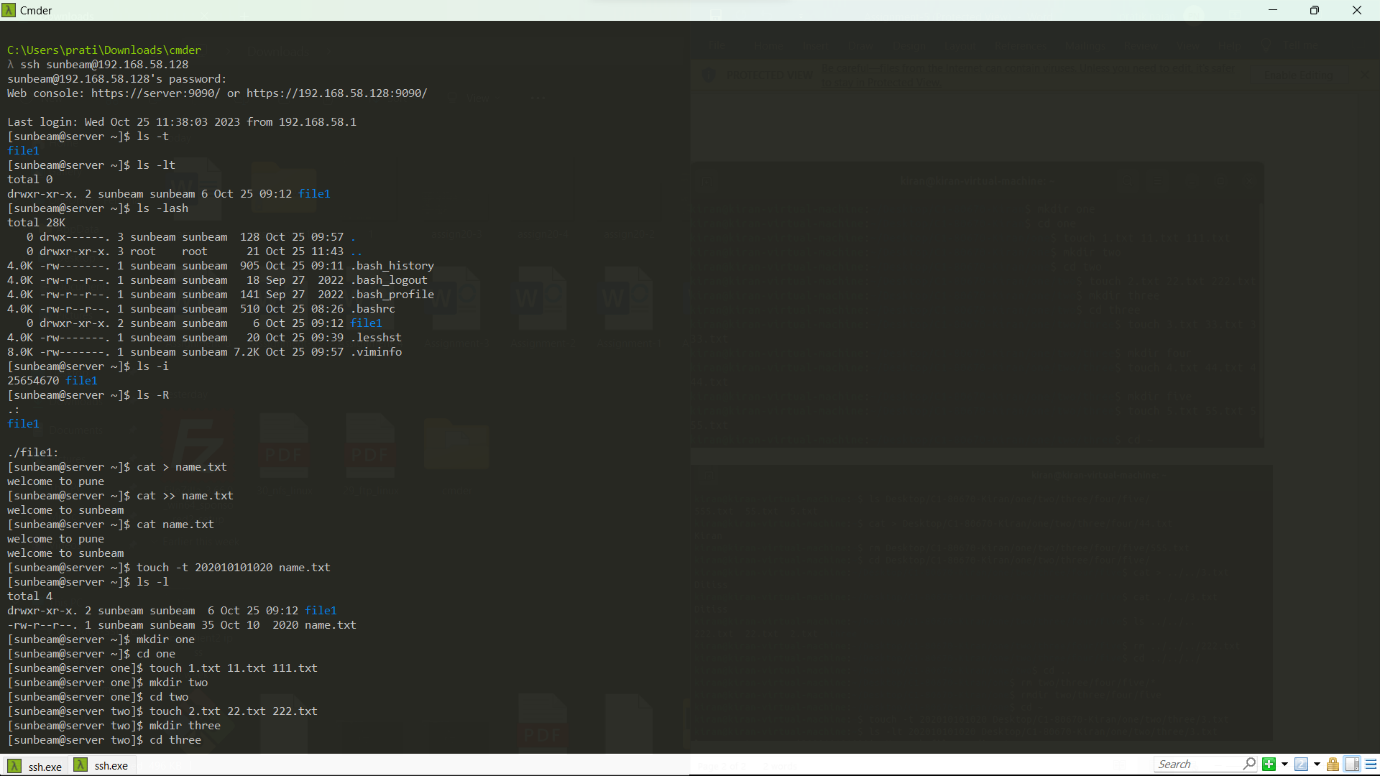 Cmder
C:\Users\prati\Downloads\cmder
λ ssh sunbeam@192.168.58.128
sunbeam@192.168.58.128's password:
Web console: https://server:9090/ or https://192.168.58.128:9090/
Last login: Wed Oct 25 11:38:03 2023 from 192.168.58.1
[sunbeam@server ~]$ ls -t
file1
[sunbeam@server ~]$ ls -lt
total 0
drwxr-xr-x. 2 sunbeam sunbeam 6 Oct 25 09:12 file1
[sunbeam@server ~]$ ls -lash
total 28K
   0 drwx------. 3 sunbeam sunbeam  128 Oct 25 09:57 .
   0 drwxr-xr-x. 3 root    root      21 Oct 25 11:43 ..
4.0K -rw-------. 1 sunbeam sunbeam  905 Oct 25 09:11 .bash_history
4.0K -rw-r--r--. 1 sunbeam sunbeam   18 Sep 27  2022 .bash_logout
4.0K -rw-r--r--. 1 sunbeam sunbeam  141 Sep 27  2022 .bash_profile
4.0K -rw-r--r--. 1 sunbeam sunbeam  510 Oct 25 08:26 .bashrc
   0 drwxr-xr-x. 2 sunbeam sunbeam    6 Oct 25 09:12 file1
4.0K -rw-------. 1 sunbeam sunbeam   20 Oct 25 09:39 .lesshst
8.0K -rw-------. 1 sunbeam sunbeam 7.2K Oct 25 09:57 .viminfo
[sunbeam@server ~]$ ls -i
25654670 file1
[sunbeam@server ~]$ ls -R
.:
file1
./file1:
[sunbeam@server ~]$ cat > name.txt
welcome to pune
[sunbeam@server ~]$ cat >> name.txt
welcome to sunbeam
[sunbeam@server ~]$ cat name.txt
welcome to pune
welcome to sunbeam
[sunbeam@server ~]$ touch -t 202010101020 name.txt
[sunbeam@server ~]$ ls -l
total 4
drwxr-xr-x. 2 sunbeam sunbeam  6 Oct 25 09:12 file1
-rw-r--r--. 1 sunbeam sunbeam 35 Oct 10  2020 name.txt
[sunbeam@server ~]$ mkdir one
[sunbeam@server ~]$ cd one
[sunbeam@server one]$ touch 1.txt 11.txt 111.txt
[sunbeam@server one]$ mkdir two
[sunbeam@server one]$ cd two
[sunbeam@server two]$ touch 2.txt 22.txt 222.txt
[sunbeam@server two]$ mkdir three
[sunbeam@server two]$ cd three
ssh.exe
ssh.exe
Search